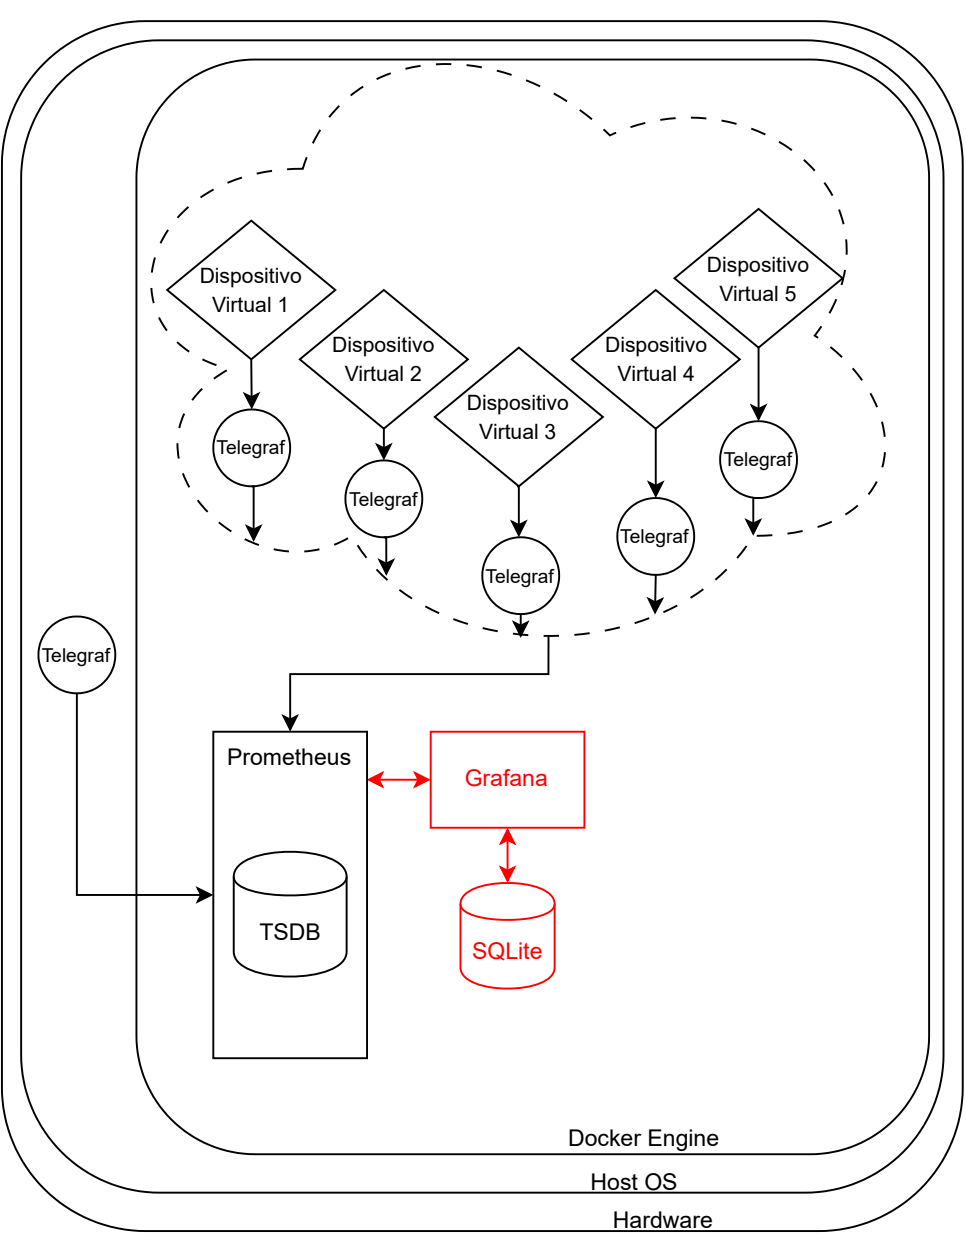 Dispositivo
Virtual 1
Dispositivo
Virtual 2
Dispositivo
Virtual 3
Dispositivo
Virtual 4
Dispositivo
Virtual 5
Telegraf
Telegraf
Telegraf
Telegraf
Telegraf
Telegraf
Prometheus
TSDB
Grafana
SQLite
Docker Engine
Host OS
Hardware